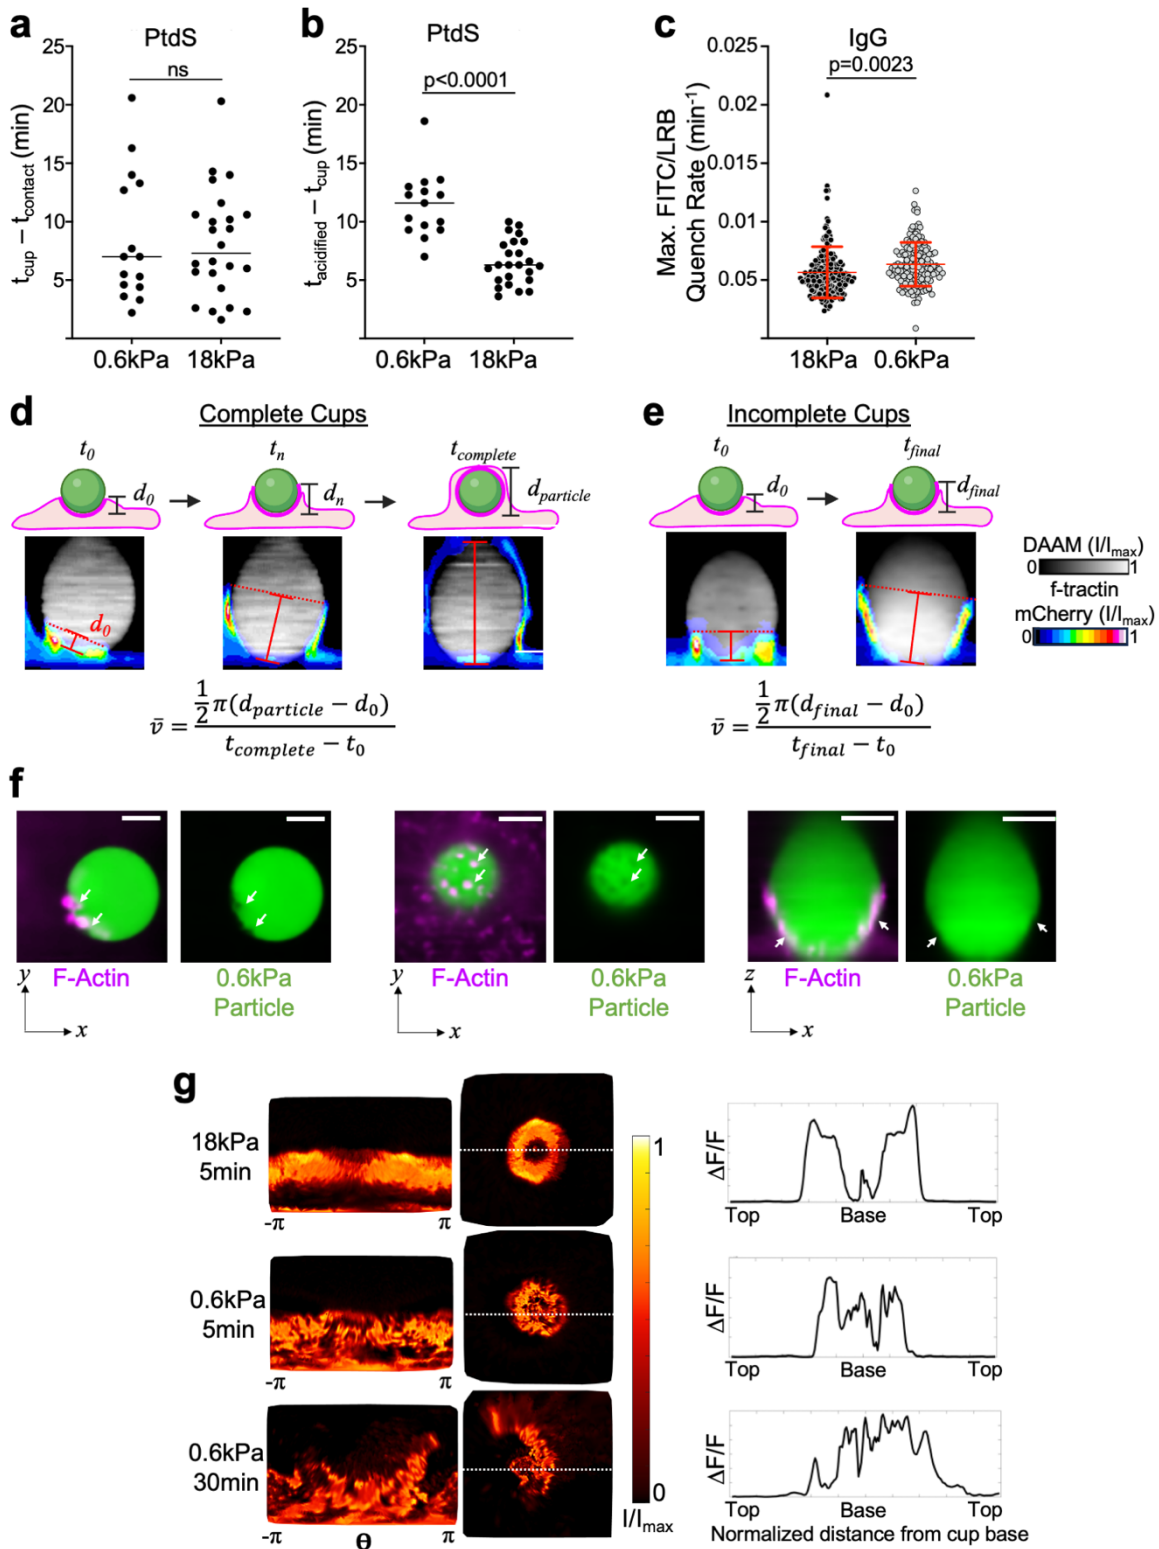 a
PtdS
25
20
15
10
5
t_cup – t_contact (min)
ns
0.6kPa 18kPa
b
PtdS
25
20
15
10
5
t_acidified – t_cup (min)
p<0.0001
0.6kPa 18kPa
c
IgG
0.025
0.02
0.015
0.01
0.05
Max. FITC/LRB
Quench Rate (min⁻¹)
p=0.0023
18kPa 0.6kPa
d
Complete Cups
t₀ t_n t_complete
d₀ d_n d_particle
d₀
v̄ = ½π(d_particle − d₀) / (t_complete − t₀)
e
Incomplete Cups
t₀ t_final
d₀ d_final
DAAM (I/I_max)
0 1
f-tractin
mCherry (I/I_max)
0 1
v̄ = ½π(d_final − d₀) / (t_final − t₀)
f
y F-Actin 0.6kPa
Particle
x
y F-Actin 0.6kPa
Particle
x
z F-Actin 0.6kPa
Particle
x
g
18kPa
5min
-π π
0.6kPa
5min
-π π
0.6kPa
30min
-π θ π
1
0
I/I_max
ΔF/F
Top Base Top
ΔF/F
Top Base Top
ΔF/F
Top Base Top
Normalized distance from cup base